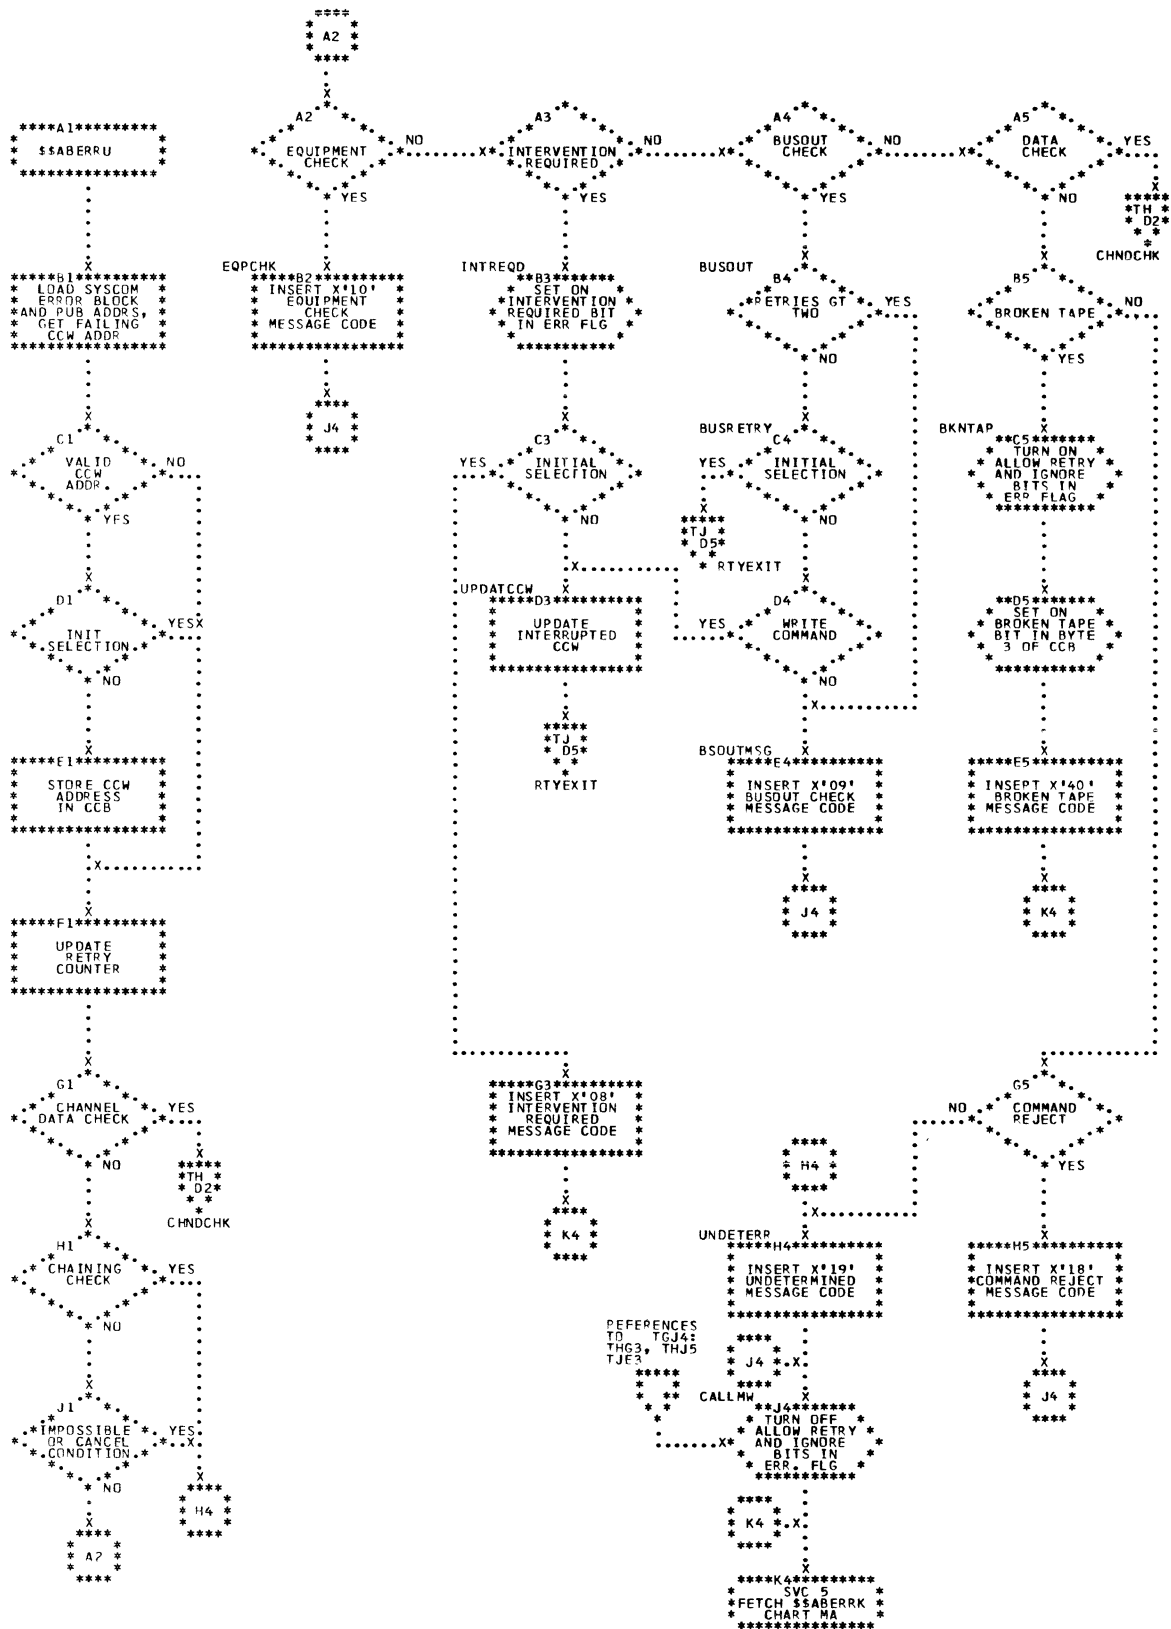 A2
A1
$$ABERRU
A2
EQUIPMENT
CHECK
NO
YES
A3
INTERVENTION
REQUIRED
NO
YES
A4
BUSOUT
CHECK
NO
YES
A5
DATA
CHECK
YES
NO
TH
D2
CHNDCHK
B1
LOAD SYSCOM
ERROR BLOCK
AND PUB ADDRS,
GET FAILING
CCW ADDR
EQPCHK
B2
INSERT X'10'
EQUIPMENT
CHECK
MESSAGE CODE
INTREQD
B3
SET ON
INTERVENTION
REQUIRED BIT
IN ERR FLG
BUSOUT
B4
RETRIES GT
TWO
YES
NO
B5
BROKEN TAPE
NO
YES
J4
C1
VALID
CCW
ADDR.
NO
YES
C3
INITIAL
SELECTION
YES
NO
BUSRETRY
C4
INITIAL
SELECTION
YES
NO
TJ
D5
RTYEXIT
BKNTAP
C5
TURN ON
ALLOW RETRY
AND IGNORE
BITS IN
ERR FLAG
D1
INIT
SELECTION
YES
NO
UPDATCCW
D3
UPDATE
INTERRUPTED
CCW
D4
WRITE
COMMAND
YES
NO
D5
SET ON
BROKEN TAPE
BIT IN BYTE
3 OF CCB
TJ
D5
RTYEXIT
E1
STORE CCW
ADDRESS
IN CCB
BSOUTMSG
E4
INSERT X'09'
BUSOUT CHECK
MESSAGE CODE
E5
INSEPT X'40'
BROKEN TAPE
MESSAGE CODE
J4
K4
F1
UPDATE
RETRY
COUNTER
G1
CHANNEL
DATA CHECK
YES
NO
TH
D2
CHNDCHK
G3
INSERT X'08'
INTERVENTION
REQUIRED
MESSAGE CODE
K4
G5
COMMAND
REJECT
NO
YES
H4
H1
CHAINING
CHECK
YES
NO
UNDETERR
H4
INSERT X'19'
UNDETERMINED
MESSAGE CODE
H5
INSERT X'18'
COMMAND REJECT
MESSAGE CODE
J4
PEFERENCES
TO TGJ4:
THG3, THJ5
TJE3
J4
J1
IMPOSSIBLE
OR CANCEL
CONDITION
YES
NO
H4
A2
CALLMW
J4
TURN OFF
ALLOW RETRY
AND IGNORE
BITS IN
ERR. FLG
K4
K4
SVC 5
FETCH $$ABERRK
CHART MA